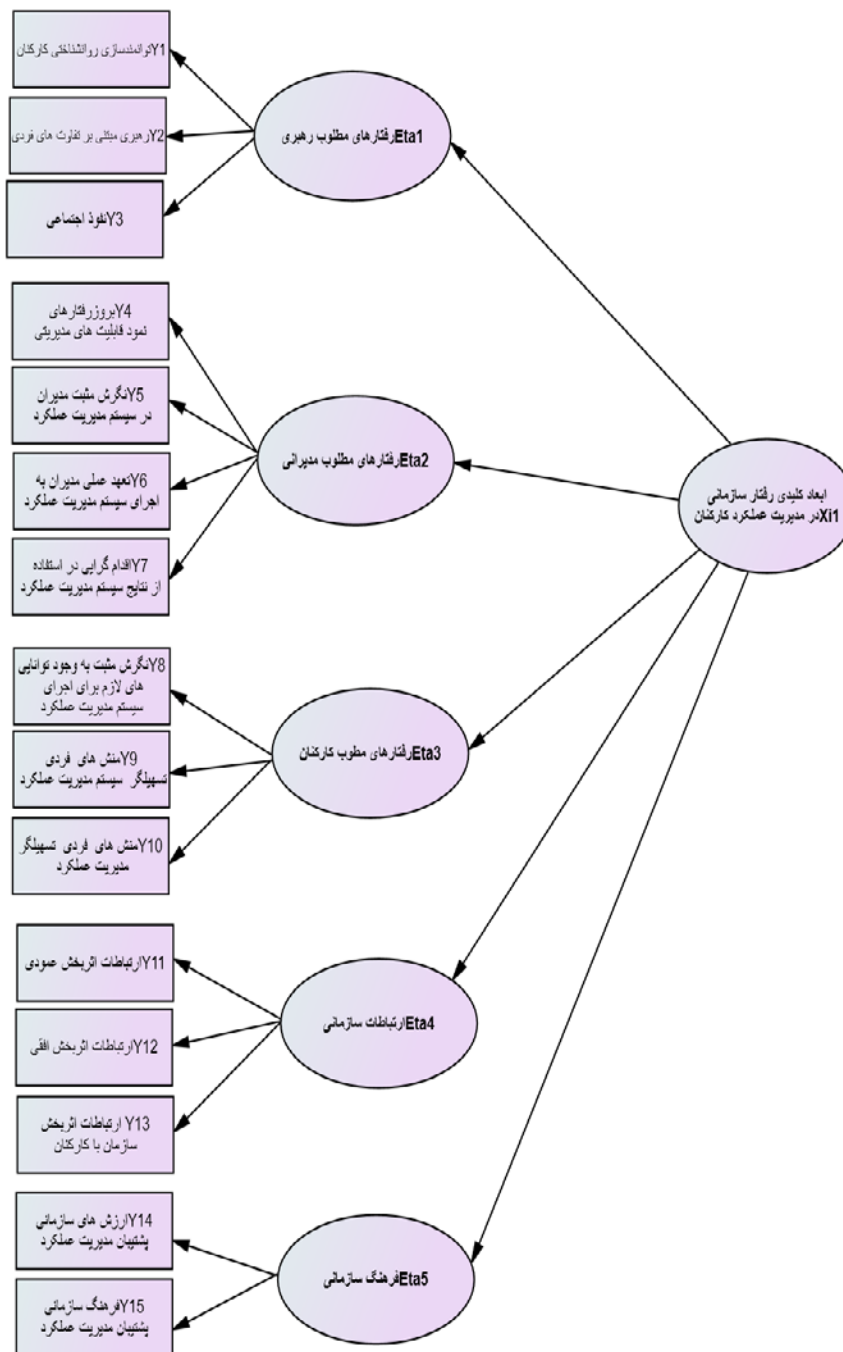 Y1توانمندسازی روانشناختی کارکنان
Y2رهبری مبتنی بر تفاوت های فردی
Y3نفوذ اجتماعی
Eta1رفتارهای مطلوب رهبری
Y4بروزرفتارهای
نمود قابلیت های مدیریتی
Y5نگرش مثبت مدیران
در سیستم مدیریت عملکرد
Y6تعهد عملی مدیران به
اجرای سیستم مدیریت عملکرد
Y7اقدام گرایی در استفاده
از نتایج سیستم مدیریت عملکرد
Eta2رفتارهای مطلوب مدیرانی
ابعاد کلیدی رفتار سازمانی
Xi1در مدیریت عملکرد کارکنان
Y8نگرش مثبت به وجود توانایی
های لازم برای اجرای
سیستم مدیریت عملکرد
Y9منش های فردی
تسهیلگر سیستم مدیریت عملکرد
Y10منش های فردی تسهیلگر
مدیریت عملکرد
Eta3رفتارهای مطوب کارکنان
Y11ارتباطات اثربخش عمودی
Y12ارتباطات اثربخش افقی
Y13 ارتباطات اثربخش
سازمان با کارکنان
Eta4ارتباطات سازمانی
Y14ارزش های سازمانی
پشتیبان مدیریت عملکرد
Y15فرهنگ سازمانی
پشتیبان مدیریت عملکرد
Eta5فرهنگ سازمانی